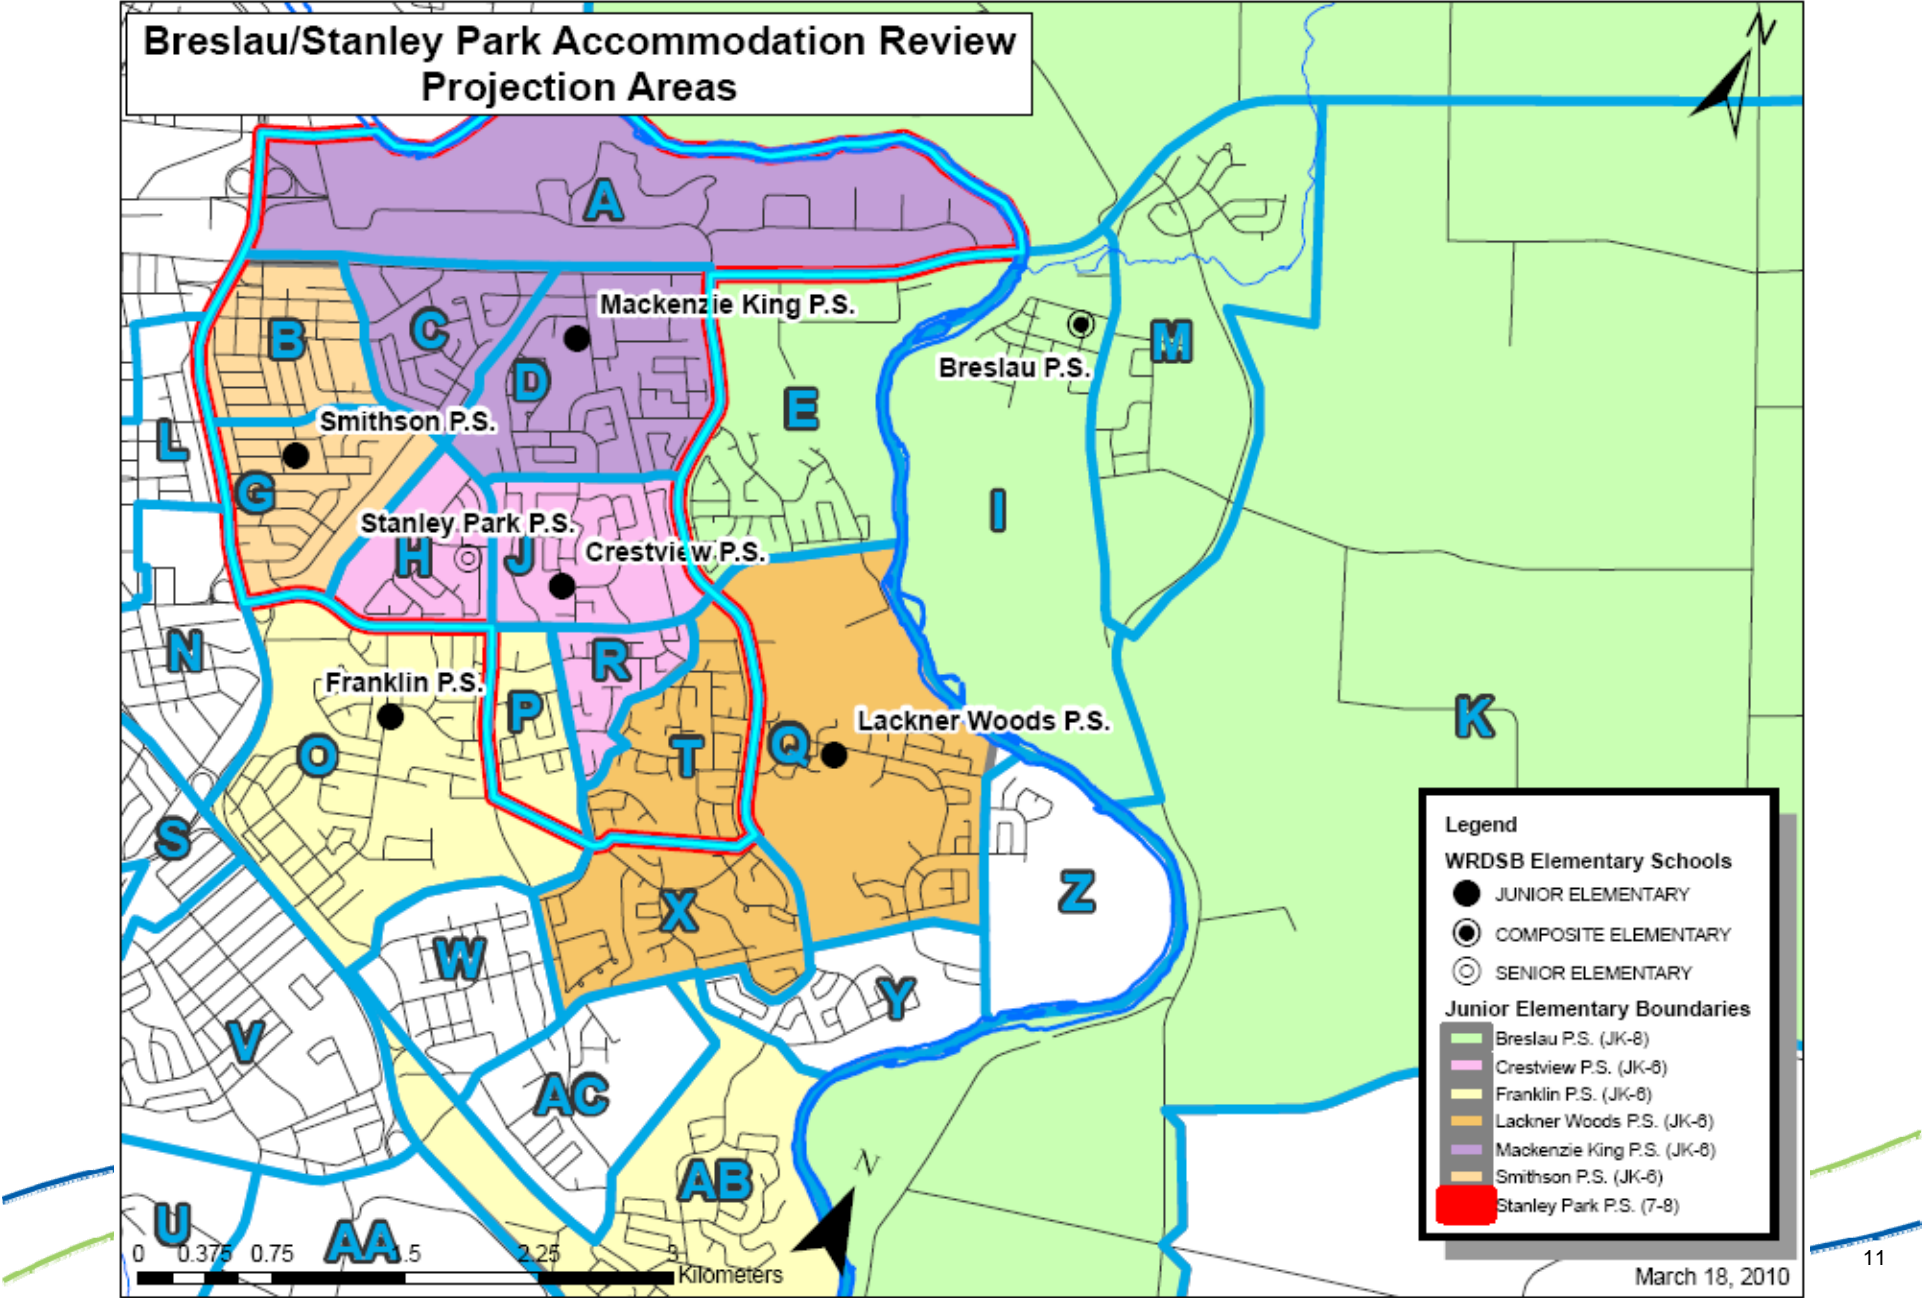 Breslau/Stanley Park Accommodation Review
Projection Areas
N
A
Mackenzie King P.S.
B
C
D
M
Breslau P.S.
E
Smithson P.S.
L
G
I
Stanley Park P.S.
H
J
Crestview P.S.
N
R
Franklin P.S.
P
K
O
T
Q
Lackner Woods P.S.
S
Z
X
W
Y
V
AC
AB
N
U
AA
0 0.375 0.75 1.5 2.25 3
Kilometers
Legend
WRDSB Elementary Schools
JUNIOR ELEMENTARY
COMPOSITE ELEMENTARY
SENIOR ELEMENTARY
Junior Elementary Boundaries
Breslau P.S. (JK-8)
Crestview P.S. (JK-6)
Franklin P.S. (JK-6)
Lackner Woods P.S. (JK-6)
Mackenzie King P.S. (JK-6)
Smithson P.S. (JK-6)
Stanley Park P.S. (7-8)
March 18, 2010
11